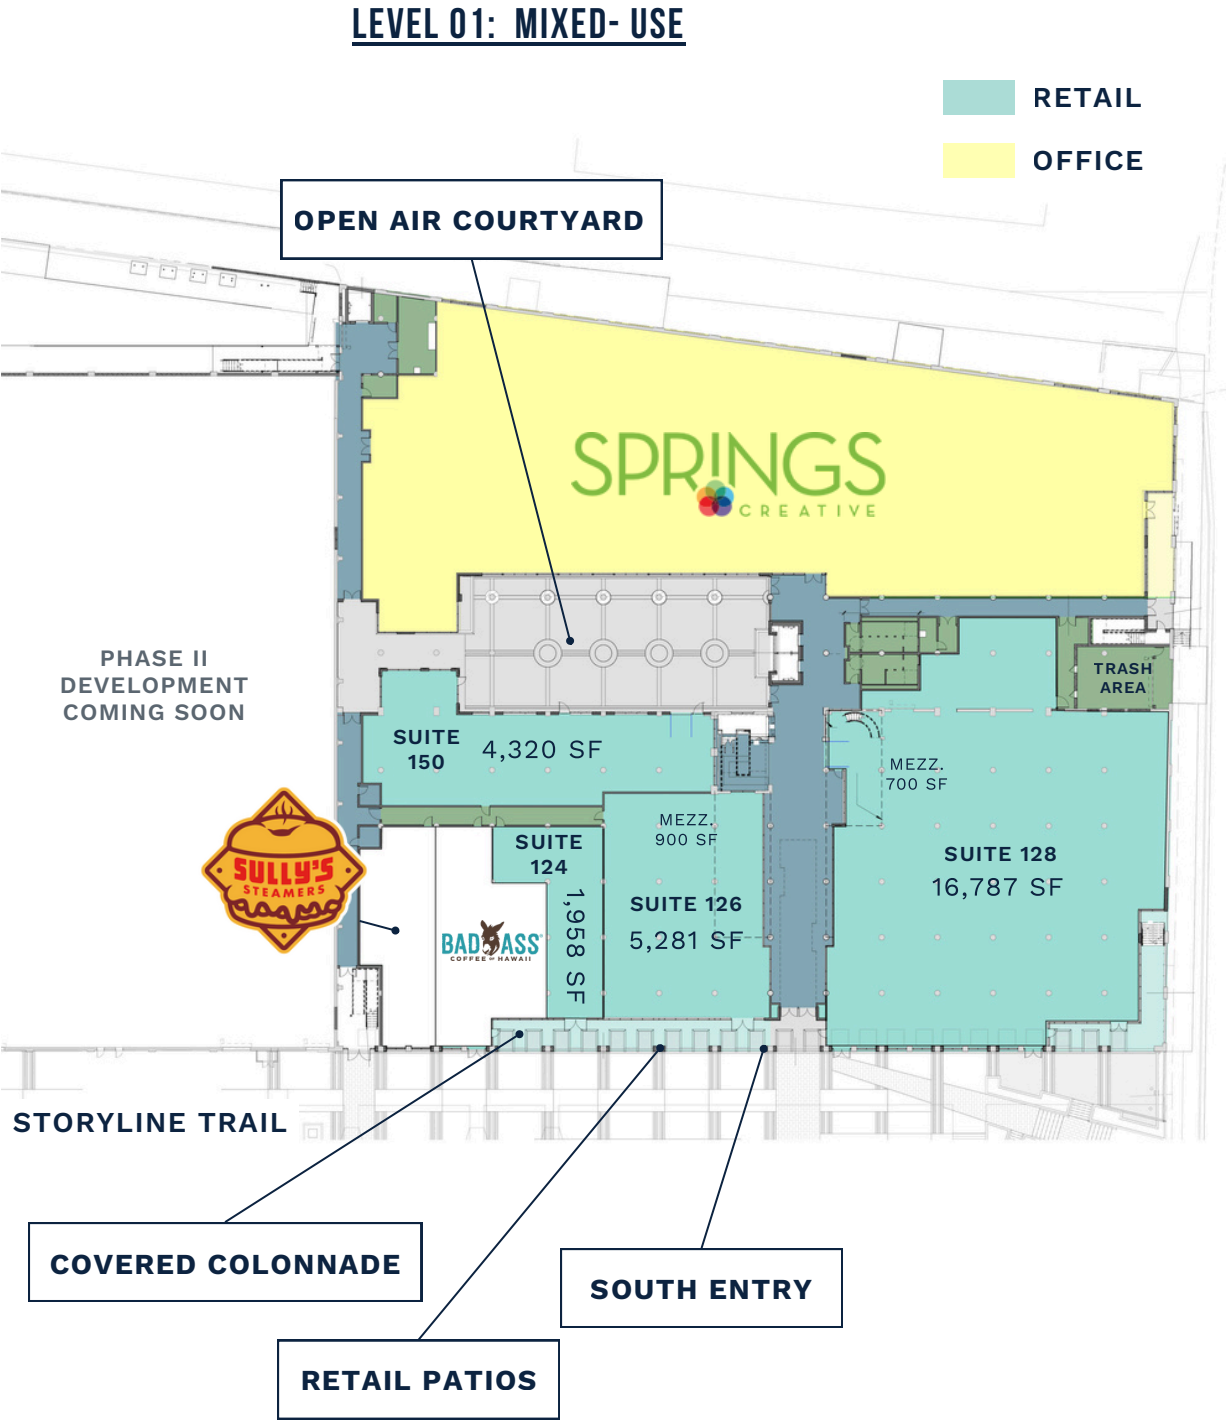 LEVEL 01: MIXED- USE
RETAIL
OFFICE
OPEN AIR COURTYARD
SPRINGS
CREATIVE
PHASE II
DEVELOPMENT
COMING SOON
TRASH
AREA
SUITE
150
4,320 SF
MEZZ.
700 SF
MEZZ.
900 SF
SUITE
124
1,958 SF
SUITE 128
16,787 SF
SUITE 126
5,281 SF
SULLY'S
STEAMERS
BAD ASS
COFFEE OF HAWAII
STORYLINE TRAIL
COVERED COLONNADE
SOUTH ENTRY
RETAIL PATIOS